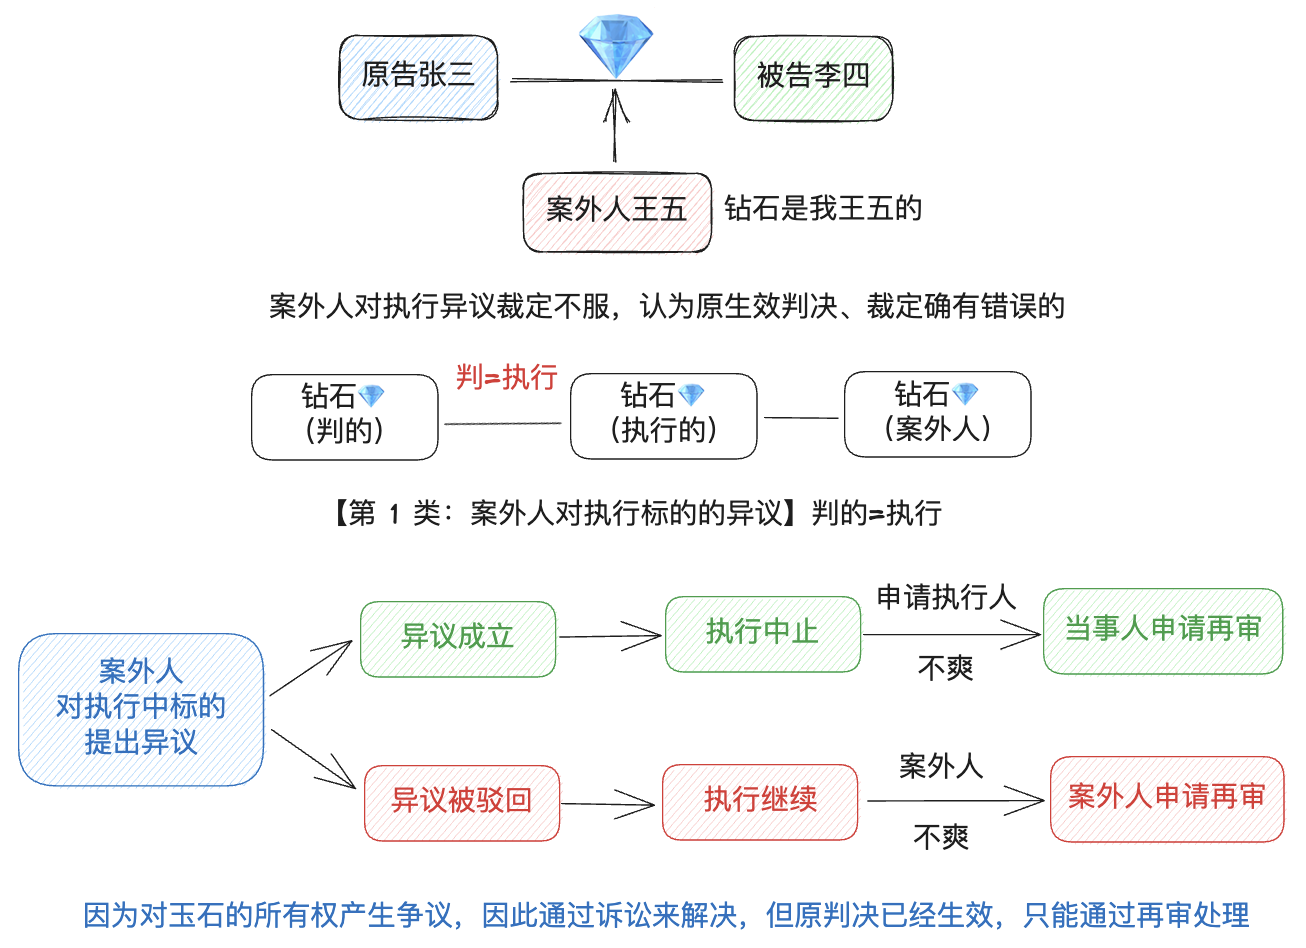 原告张三
被告李四
案外人王五
钻石是我王五的
案外人对执行异议裁定不服，认为原生效判决、裁定确有错误的
钻石💎
（判的）
判=执行
钻石💎
（执行的）
钻石💎
（案外人）
【第 1 类：案外人对执行标的的异议】判的=执行
案外人
对执行中标的
提出异议
异议成立
执行中止
申请执行人
不爽
当事人申请再审
异议被驳回
执行继续
案外人
不爽
案外人申请再审
因为对玉石的所有权产生争议，因此通过诉讼来解决，但原判决已经生效，只能通过再审处理